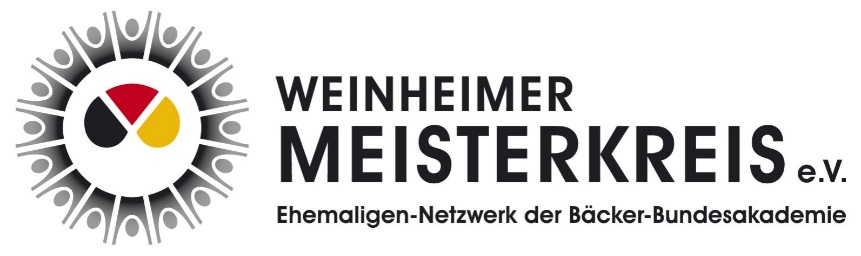 WEINHEIMER
MEISTERKREIS e.V.
Ehemaligen-Netzwerk der Bäcker-Bundesakademie